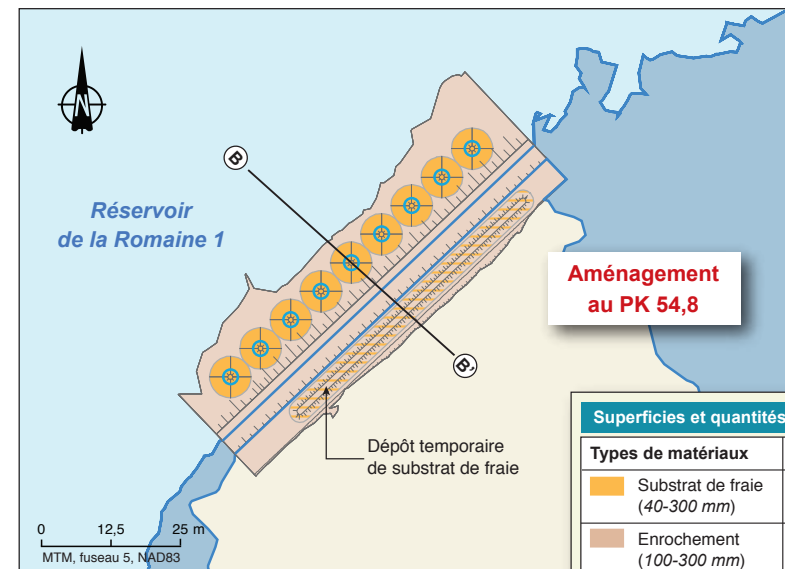 N
B
Réservoir
de la Romaine 1
Aménagement
au PK 54,8
B'
Dépôt temporaire
de substrat de fraie
Superficies et quantités
Types de matériaux
Substrat de fraie
(40-300 mm)
Enrochement
(100-300 mm)
0 12,5 25 m
MTM, fuseau 5, NAD83